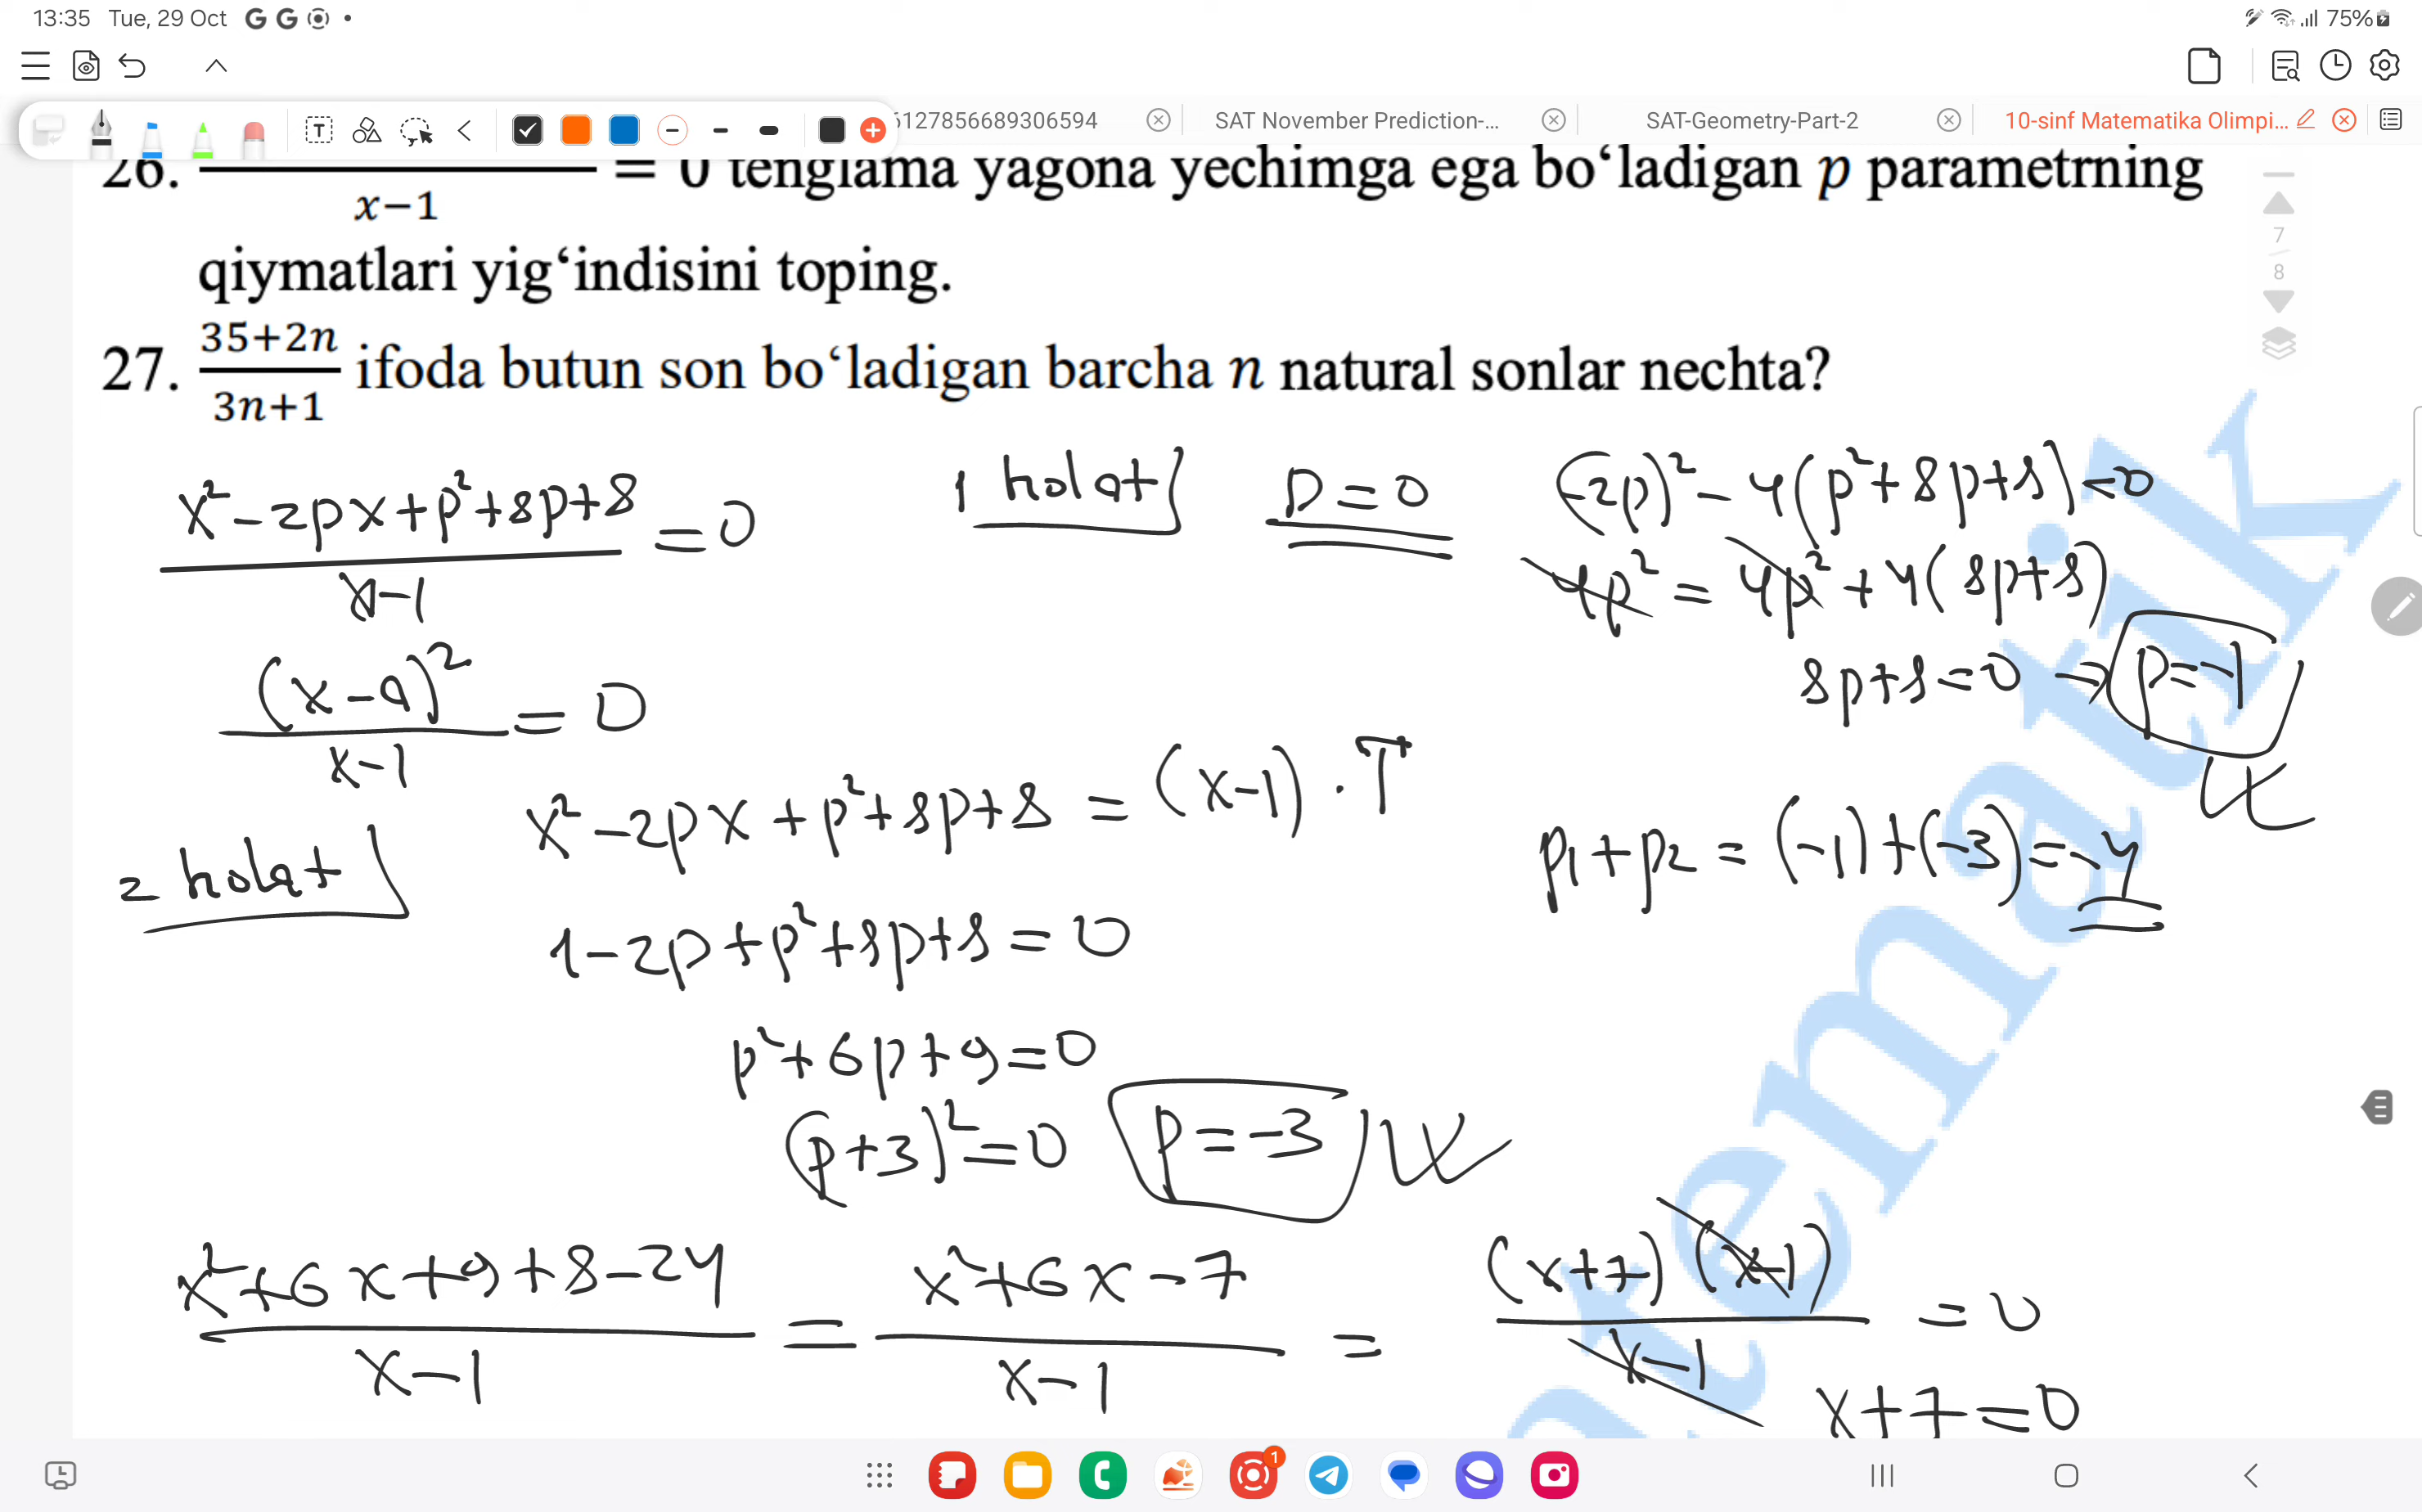 13:35 Tue, 29 Oct G G 75%
6127856689306594 SAT November Prediction-... SAT-Geometry-Part-2 10-sinf Matematika Olimpi...
26. ――― = 0 tenglama yagona yechimga ega bo‘ladigan p parametrning
x−1
qiymatlari yig‘indisini toping.
27. (35+2n)/(3n+1) ifoda butun son bo‘ladigan barcha n natural sonlar nechta?
7
8
(x²-2px+p²+8p+8)/(x-1) = 0
1 holat D=0
(-2p)²-4(p²+8p+8)=0
4p² = 4p²+4(8p+8)
8p+8=0 ⇒ p=-1
(x-a)²/(x-1) = 0
2 holat
x²-2px+p²+8p+8 = (x-1)·T
p1+p2 = (-1)+(-3)=-4
1-2p+p²+8p+8=0
p²+6p+9=0
(p+3)²=0 p=-3
(x²+6x+9+8-24)/(x-1) = (x²+6x-7)/(x-1) = (x+7)(x-1)/(x-1) = 0
x+7=0
1
atematik